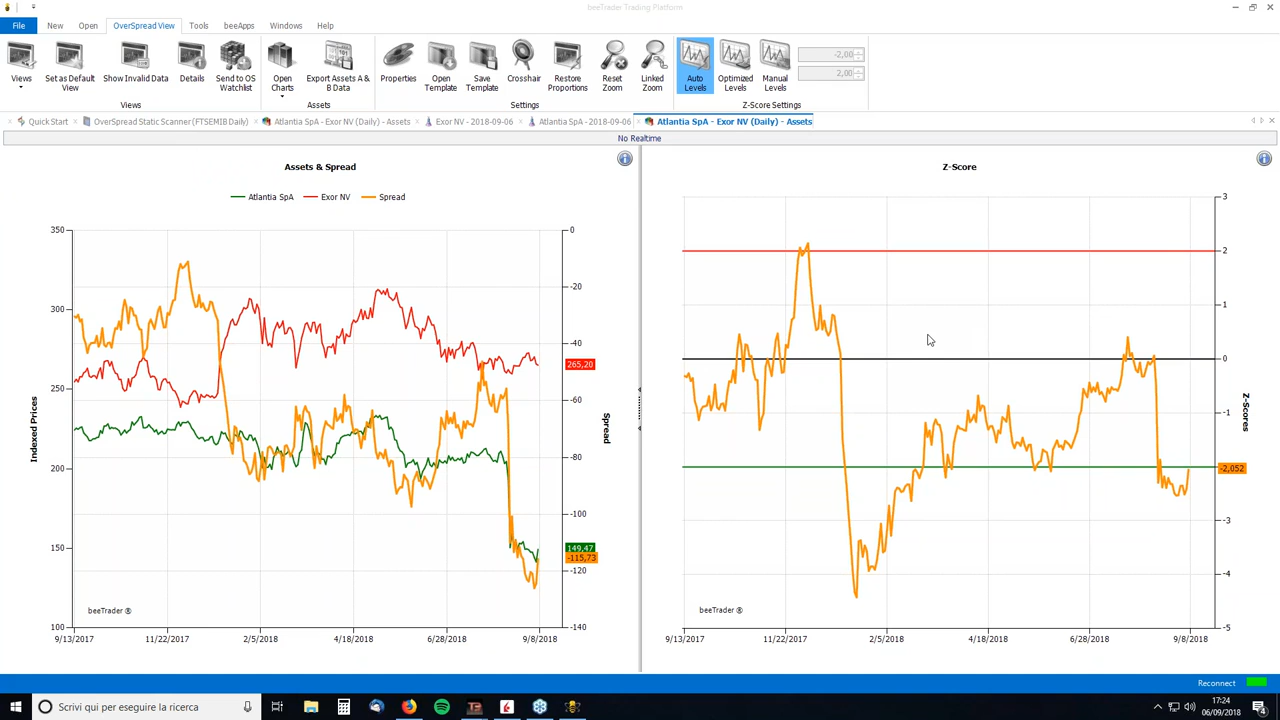 beeTrader Trading Platform
File New Open OverSpread View Tools beeApps Windows Help
Views Set as Default View Show Invalid Data Details Send to OS Watchlist Open Charts Export Assets A & B Data Properties Open Template Save Template Crosshair Restore Proportions Reset Zoom Linked Zoom Auto Levels Optimized Levels Manual Levels
-2,00
2,00
Views Assets Settings Z-Score Settings
Quick Start OverSpread Static Scanner (FTSEMIB Daily) Atlantia SpA - Exor NV (Daily) - Assets Exor NV - 2018-09-06 Atlantia SpA - 2018-09-06 Atlantia SpA - Exor NV (Daily) - Assets
No Realtime
Assets & Spread
Atlantia SpA Exor NV Spread
350
300
250
200
150
100
Indexed Prices
0
-20
-40
-60
-80
-100
-120
-140
Spread
265,20
149,47
-115,73
beeTrader ®
9/13/2017 11/22/2017 2/5/2018 4/18/2018 6/28/2018 9/8/2018
Z-Score
3
2
1
0
-1
-2,052
-3
-4
-5
Z-Scores
beeTrader ®
9/13/2017 11/22/2017 2/5/2018 4/18/2018 6/28/2018 9/8/2018
Reconnect
Scrivi qui per eseguire la ricerca
17:24
06/09/2018